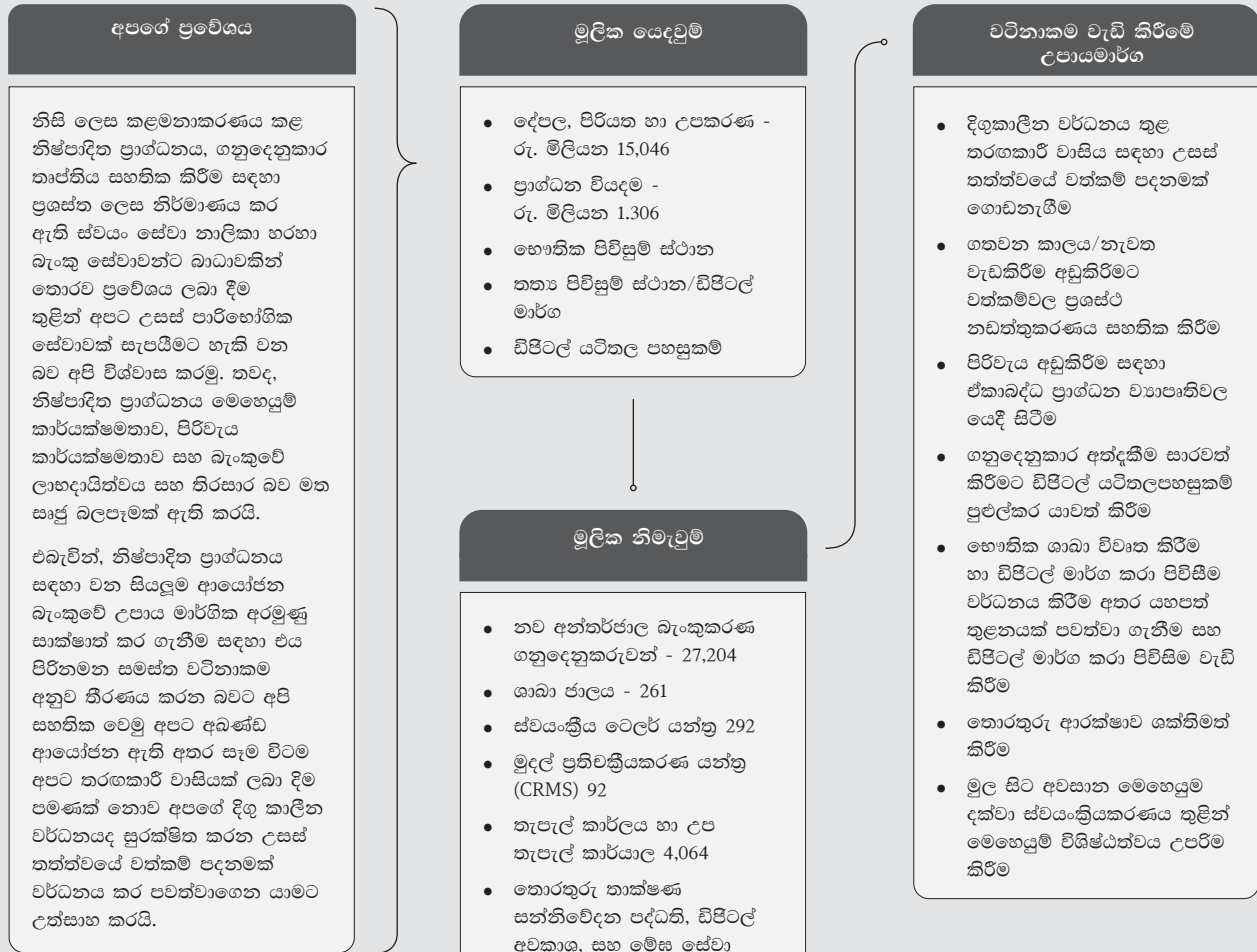 අපගේ ප්‍රවේශය
නිසි ලෙස කළමනාකරණය කළ
නිෂ්පාදිත ප්‍රාග්ධනය, ගනුදෙනුකාර
තෘප්තිය සහතික කිරීම සඳහා
ප්‍රශස්ත ලෙස නිර්මාණය කර
ඇති ස්වයං සේවා නාලිකා හරහා
බැංකු සේවාවන්ට බාධාවකින්
තොරව ප්‍රවේශය ලබා දීම
තුළින් අපට උසස් පාරිභෝගික
සේවාවක් සැපයීමට හැකි වන
බව අපි විශ්වාස කරමු. තවද,
නිෂ්පාදිත ප්‍රාග්ධනය මෙහෙයුම්
කාර්යක්ෂමතාව, පිරිවැය
කාර්යක්ෂමතාව සහ බැංකුවේ
ලාභදායිත්වය සහ තිරසාර බව මත
සෘජු බලපෑමක් ඇති කරයි.
එබැවින්, නිෂ්පාදිත ප්‍රාග්ධනය
සඳහා වන සියලූම ආයෝජන
බැංකුවේ උපාය මාර්ගික අරමුණු
සාක්ෂාත් කර ගැනීම සඳහා එය
පිරිනමන සමස්ත වටිනාකම
අනුව තීරණය කරන බවට අපි
සහතික වෙමු අපට අඛණ්ඩ
ආයෝජන ඇති අතර සෑම විටම
අපට තරඟකාරී වාසියක් ලබා දිම
පමණක් නොව අපගේ දිගු කාලීන
වර්ධනයද සුරක්ෂිත කරන උසස්
තත්ත්වයේ වත්කම් පදනමක්
වර්ධනය කර පවත්වාගෙන යාමට
උත්සාහ කරයි.
මූලික යෙදවුම්
• දේපල, පිරියත හා උපකරණ -
රු. මිලියන 15,046
• ප්‍රාග්ධන වියදම -
රු. මිලියන 1.306
• භෞතික පිවිසුම් ස්ථාන
• තත්‍ය පිවිසුම් ස්ථාන/ඩිජිටල්
මාර්ග
• ඩිජිටල් යටිතල පහසුකම්
මූලික නිමැවුම්
• නව අන්තර්ජාල බැංකුකරණ
ගනුදෙනුකරුවන් - 27,204
• ශාඛා ජාලය - 261
• ස්වයංක්‍රීය ටෙලර් යන්ත්‍ර 292
• මුදල් ප්‍රතිචක්‍රීයකරණ යන්ත්‍ර
(CRMS) 92
• තැපැල් කාර්ලය හා උප
තැපැල් කාර්යාල 4,064
• තොරතුරු තාක්ෂණ
සන්නිවේදන පද්ධති, ඩිජිටල්
අවකාශ, සහ මේඝ සේවා
වටිනාකම වැඩි කිරීමේ
උපායමාර්ග
• දිගුකාලීන වර්ධනය තුළ
තරඟකාරී වාසිය සඳහා උසස්
තත්ත්වයේ වත්කම් පදනමක්
ගොඩනැගීම
• ගතවන කාලය/නැවත
වැඩකිරීම අඩුකිරිමට
වත්කම්වල ප්‍රශස්ථ
නඩත්තුකරණය සහතික කිරීම
• පිරිවැය අඩුකිරීම සඳහා
ඒකාබද්ධ ප්‍රාග්ධන ව්‍යාපෘතිවල
යෙදී සිටීම
• ගනුදෙනුකාර අත්දැකීම සාරවත්
කිරීමට ඩිජිටල් යටිතලපහසුකම්
පුළුල්කර යාවත් කිරීම
• භෞතික ශාඛා විවෘත කිරීම
හා ඩිජිටල් මාර්ග කරා පිවිසීම
වර්ධනය කිරීම අතර යහපත්
තුළනයක් පවත්වා ගැනීම සහ
ඩිජිටල් මාර්ග කරා පිවිසිම වැඩි
කිරීම
• තොරතුරු ආරක්ෂාව ශක්තිමත්
කිරීම
• මුල සිට අවසාන මෙහෙයුම
දක්වා ස්වයංක්‍රියකරණය තුළින්
මෙහෙයුම් විශිෂ්ඨත්වය උපරිම
කිරීම